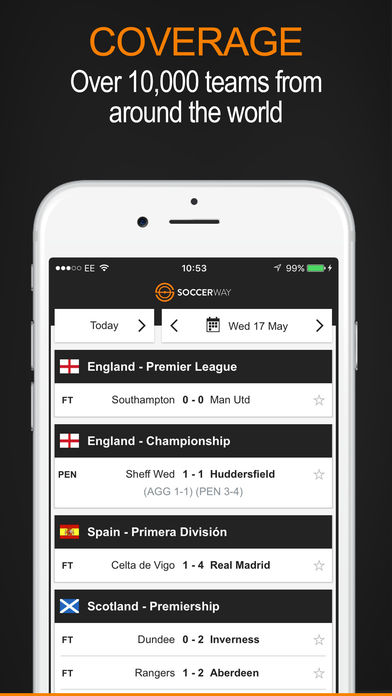 COVERAGE
Over 10,000 teams from
around the world
EE 10:53 99%
SOCCERWAY
Today Wed 17 May
England - Premier League
FT Southampton 0 - 0 Man Utd
England - Championship
PEN Sheff Wed 1 - 1 Huddersfield
(AGG 1-1) (PEN 3-4)
Spain - Primera División
FT Celta de Vigo 1 - 4 Real Madrid
Scotland - Premiership
FT Dundee 0 - 2 Inverness
FT Rangers 1 - 2 Aberdeen